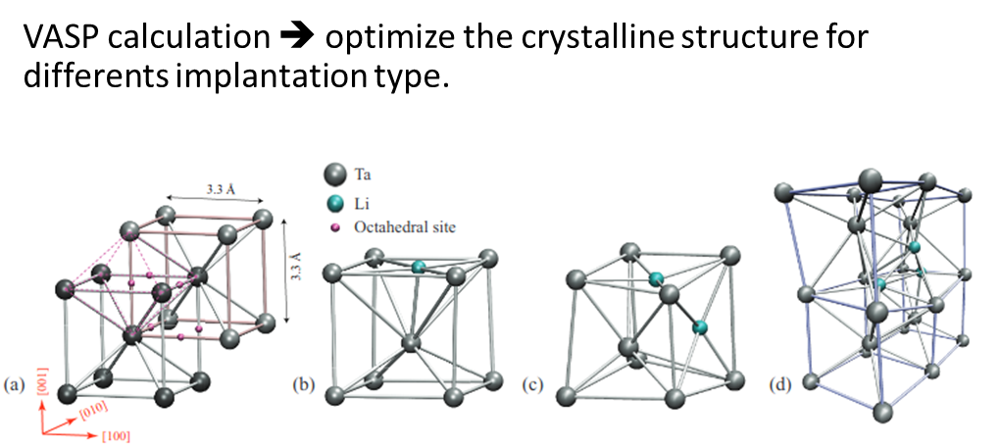 VASP calculation → optimize the crystalline structure for
differents implantation type.
3.3 Å
Ta
Li
Octahedral site
3.3 Å
(a)
[001]
[010]
[100]
(b)
(c)
(d)